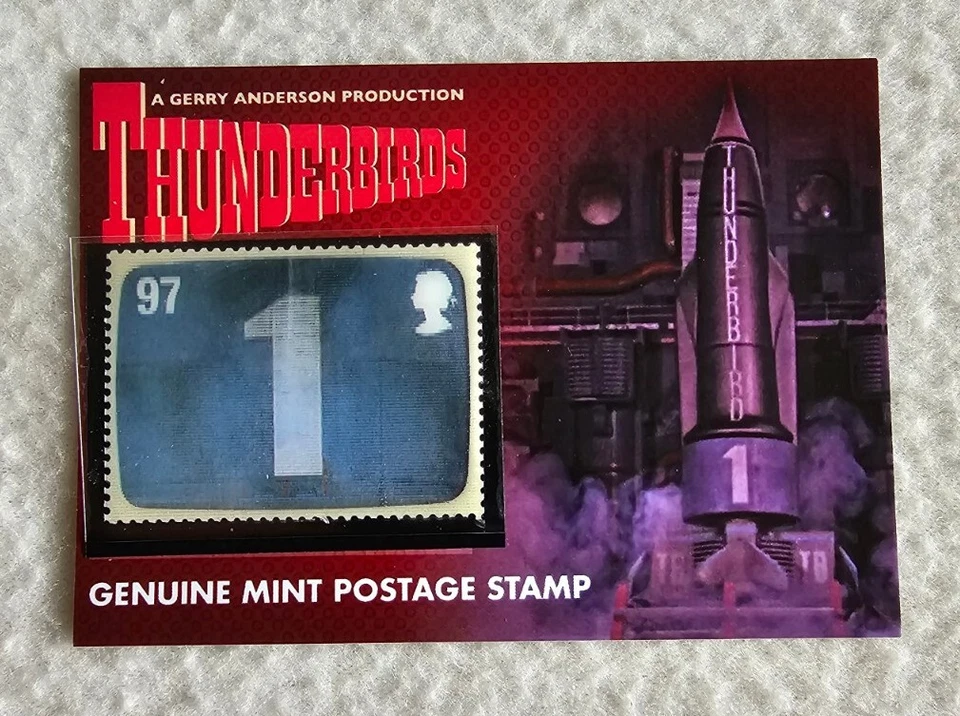 A GERRY ANDERSON PRODUCTION
THUNDERBIRDS
97
1
GENUINE MINT POSTAGE STAMP
THUNDERBIRD
1
TB TB